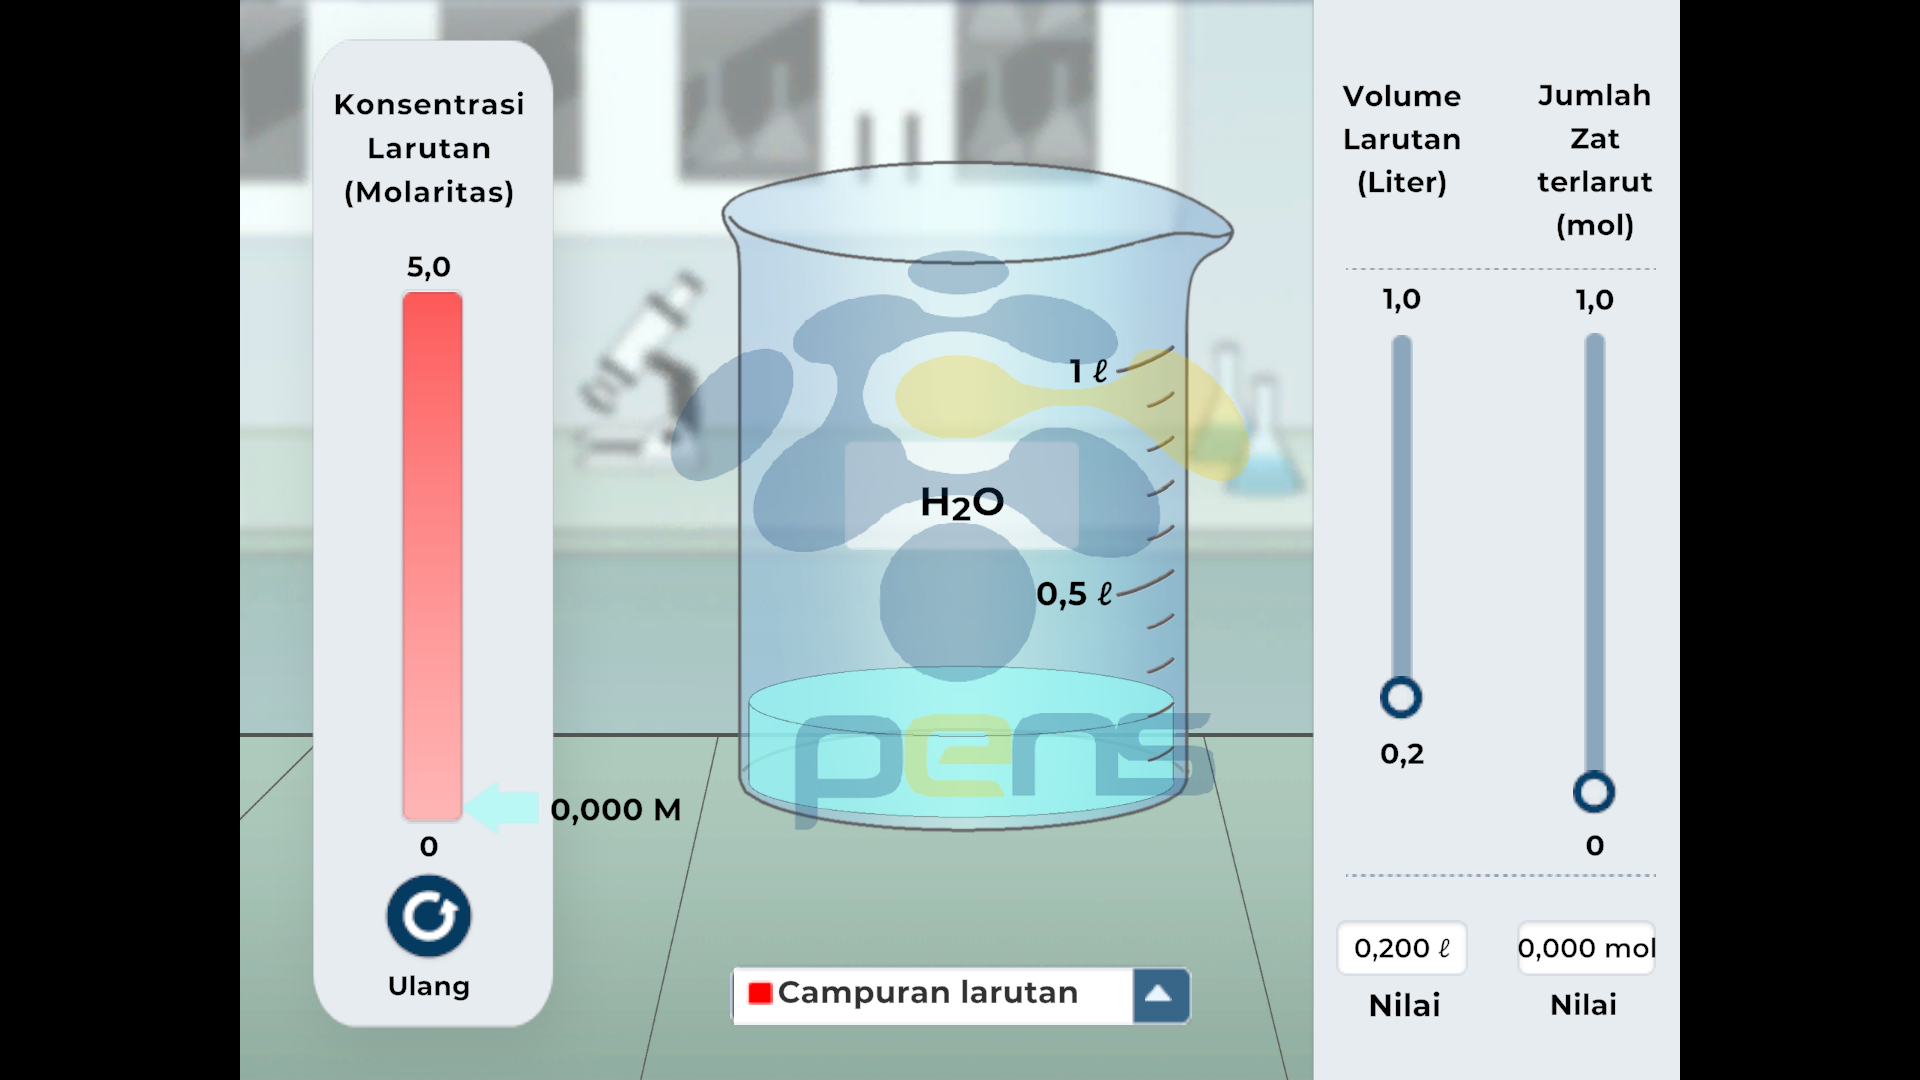 Konsentrasi
Larutan
(Molaritas)
5,0
0,000 M
0
Ulang
1 ℓ
H₂O
0,5 ℓ
pens
Campuran larutan
Volume
Larutan
(Liter)
1,0
0,2
0,200 ℓ
Nilai
Jumlah
Zat
terlarut
(mol)
1,0
0
0,000 mol
Nilai